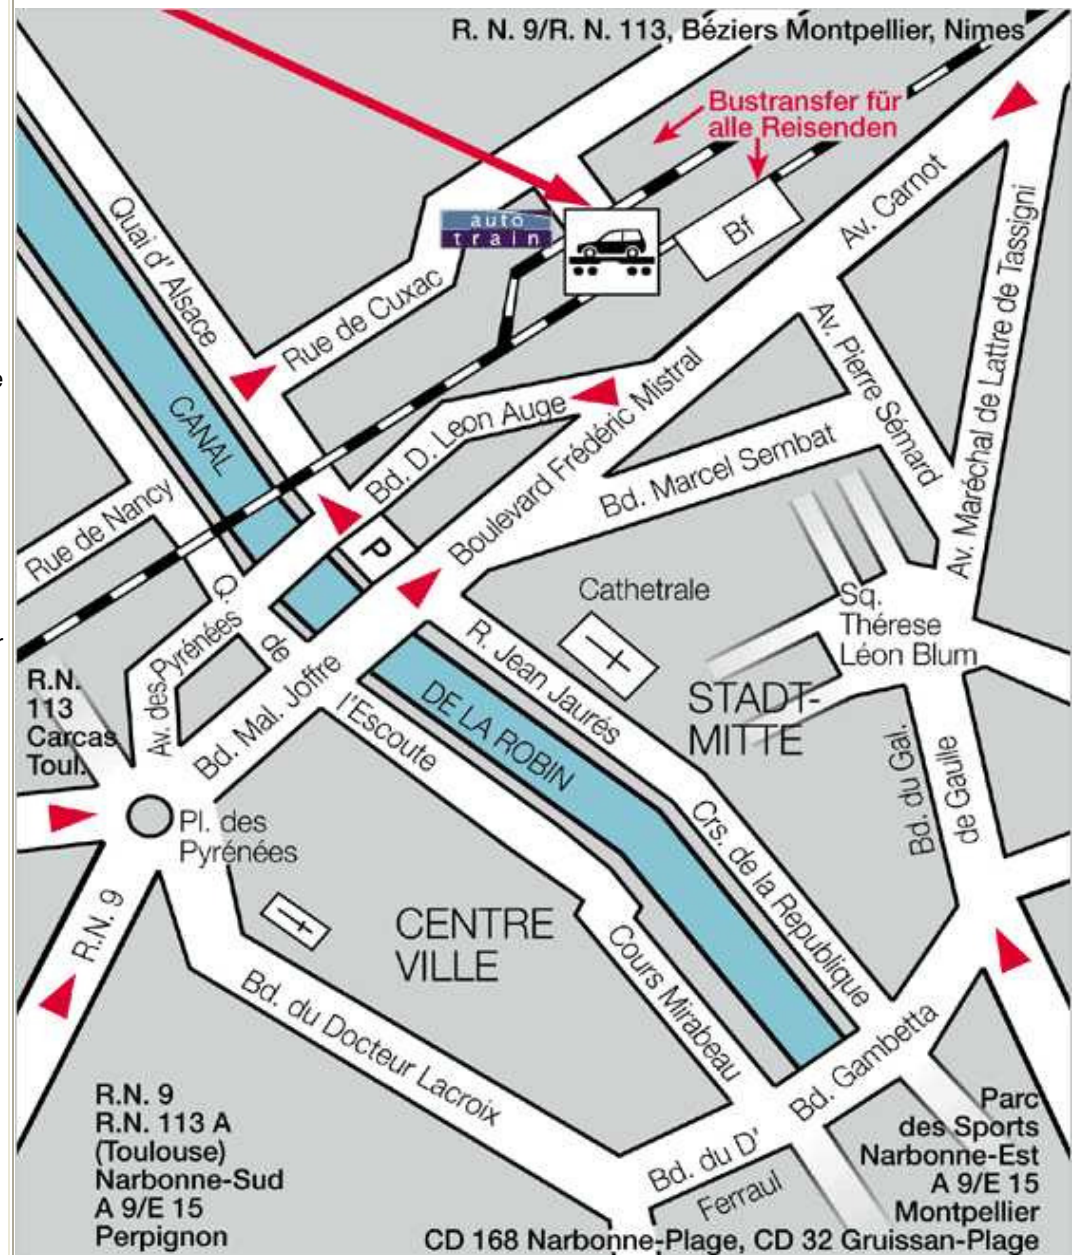 R. N. 9/R. N. 113, Béziers Montpellier, Nimes
Bustransfer für
alle Reisenden
auto
train
Bf
Av. Carnot
Quai d'' Alsace
Rue de Cuxac
Av. Maréchal de Lattre de Tassigni
Av. Pierre Sémard
CANAL
Bd. D. Leon Auge
Boulevard Frédéric Mistral
Bd. Marcel Sembat
Rue de Nancy
P
Cathetrale
Sq.
Thérese
Léon Blum
Q. de
l'Escoute
Av. des Pyrénées
Bd. Mal. Joffre
R. Jean Jaurés
DE LA ROBIN
STADT-
MITTE
R.N.
113
Carcas
Toul.
Pl. des
Pyrénées
Bd. du Gal.
de Gaulle
Crs. de la Republique
R.N. 9
CENTRE
VILLE
Cours Mirabeau
Bd. du Docteur Lacroix
Bd. Gambetta
Bd. du D'
Ferraul
R.N. 9
R.N. 113 A
(Toulouse)
Narbonne-Sud
A 9/E 15
Perpignon
Parc
des Sports
Narbonne-Est
A 9/E 15
Montpellier
CD 168 Narbonne-Plage, CD 32 Gruissan-Plage